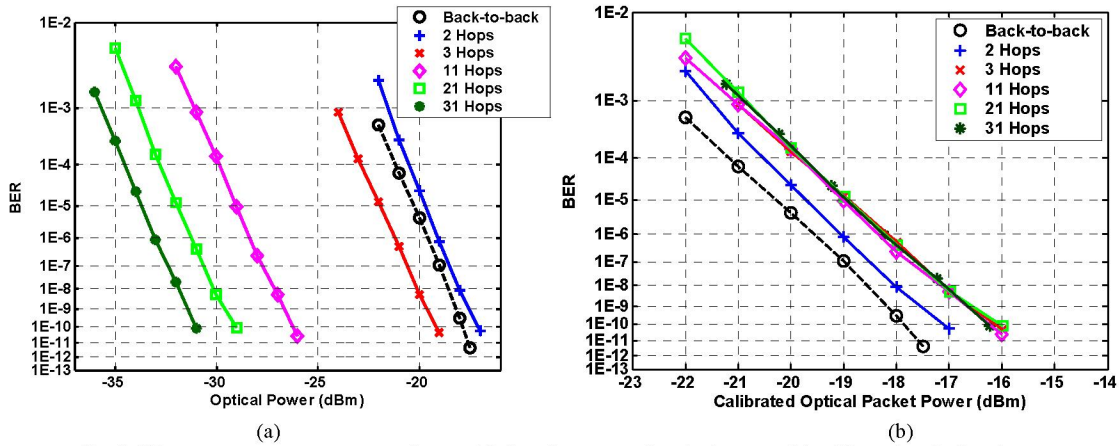 1E-2
1E-3
1E-4
1E-5
1E-6
1E-7
1E-8
1E-9
1E-10
1E-11
1E-12
1E-13
BER
-35
-30
-25
-20
Optical Power (dBm)
Back-to-back
2 Hops
3 Hops
11 Hops
21 Hops
31 Hops
(a)
1E-2
1E-3
1E-4
1E-5
1E-6
1E-7
1E-8
1E-9
1E-10
1E-11
1E-12
1E-13
BER
-23
-22
-21
-20
-19
-18
-17
-16
-15
-14
Calibrated Optical Packet Power (dBm)
Back-to-back
2 Hops
3 Hops
11 Hops
21 Hops
31 Hops
(b)